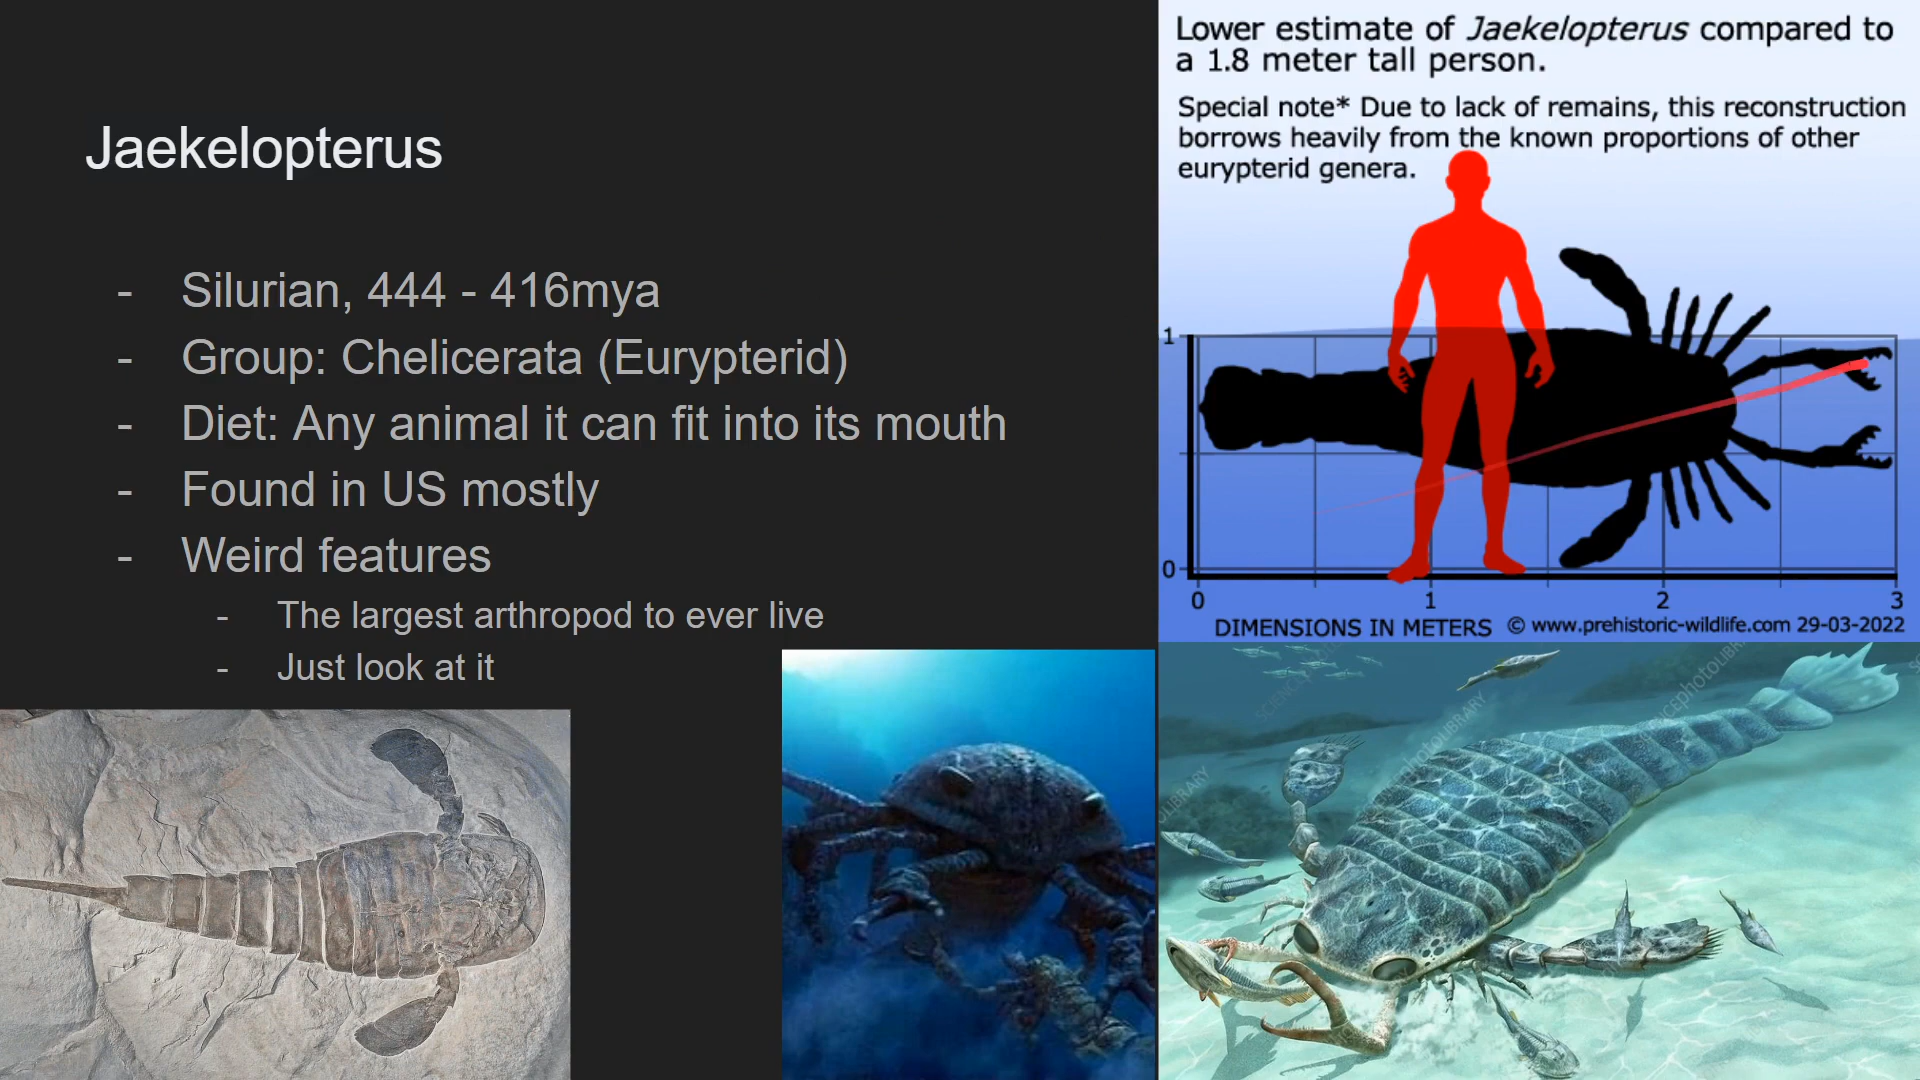 Jaekelopterus
- Silurian, 444 - 416mya
- Group: Chelicerata (Eurypterid)
- Diet: Any animal it can fit into its mouth
- Found in US mostly
- Weird features
- The largest arthropod to ever live
- Just look at it
Lower estimate of Jaekelopterus compared to
a 1.8 meter tall person.
Special note* Due to lack of remains, this reconstruction
borrows heavily from the known proportions of other
eurypterid genera.
1
0
0 1 2 3
DIMENSIONS IN METERS © www.prehistoric-wildlife.com 29-03-2022